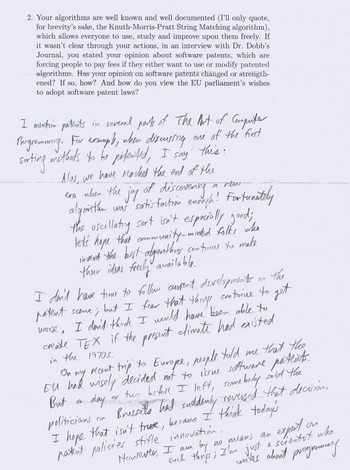 2. Your algorithms are well known and well documented (I'll only quote,
for brevity's sake, the Knuth-Morris-Pratt String Matching algorithm),
which allows everyone to use, study and improve upon them freely. If
it wasn't clear through your actions, in an interview with Dr. Dobb's
Journal, you stated your opinion about software patents, which are
forcing people to pay fees if they either want to use or modify patented
algorithms. Has your opinion on software patents changed or strength-
ened? If so, how? And how do you view the EU parliament's wishes
to adopt software patent laws?
I mention patents in several parts of The Art of Computer
Programming. For example, when discussing one of the first
sorting methods to be patented, I say this:
Alas, we have reached the end of the
era when the joy of discovering a new
algorithm was satisfaction enough! Fortunately
the oscillating sort isn't especially good;
let's hope that community-minded folks who
invent the best algorithms continue to make
their ideas freely available.
I don't have time to follow current developments in the
patent scene; but I fear that things continue to get
worse. I don't think I would have been able to
create TEX if the present climate had existed
in the 1970s.
On my recent trip to Europe, people told me that the
EU had wisely decided not to issue software patents.
But a day or two before I left, somebody said the
politicians in Brussels had suddenly reversed that decision.
I hope that isn't true, because I think today's
patent policies stifle innovation.
However, I am by no means an expert on
such things; I'm just a scientist who
writes about programming.